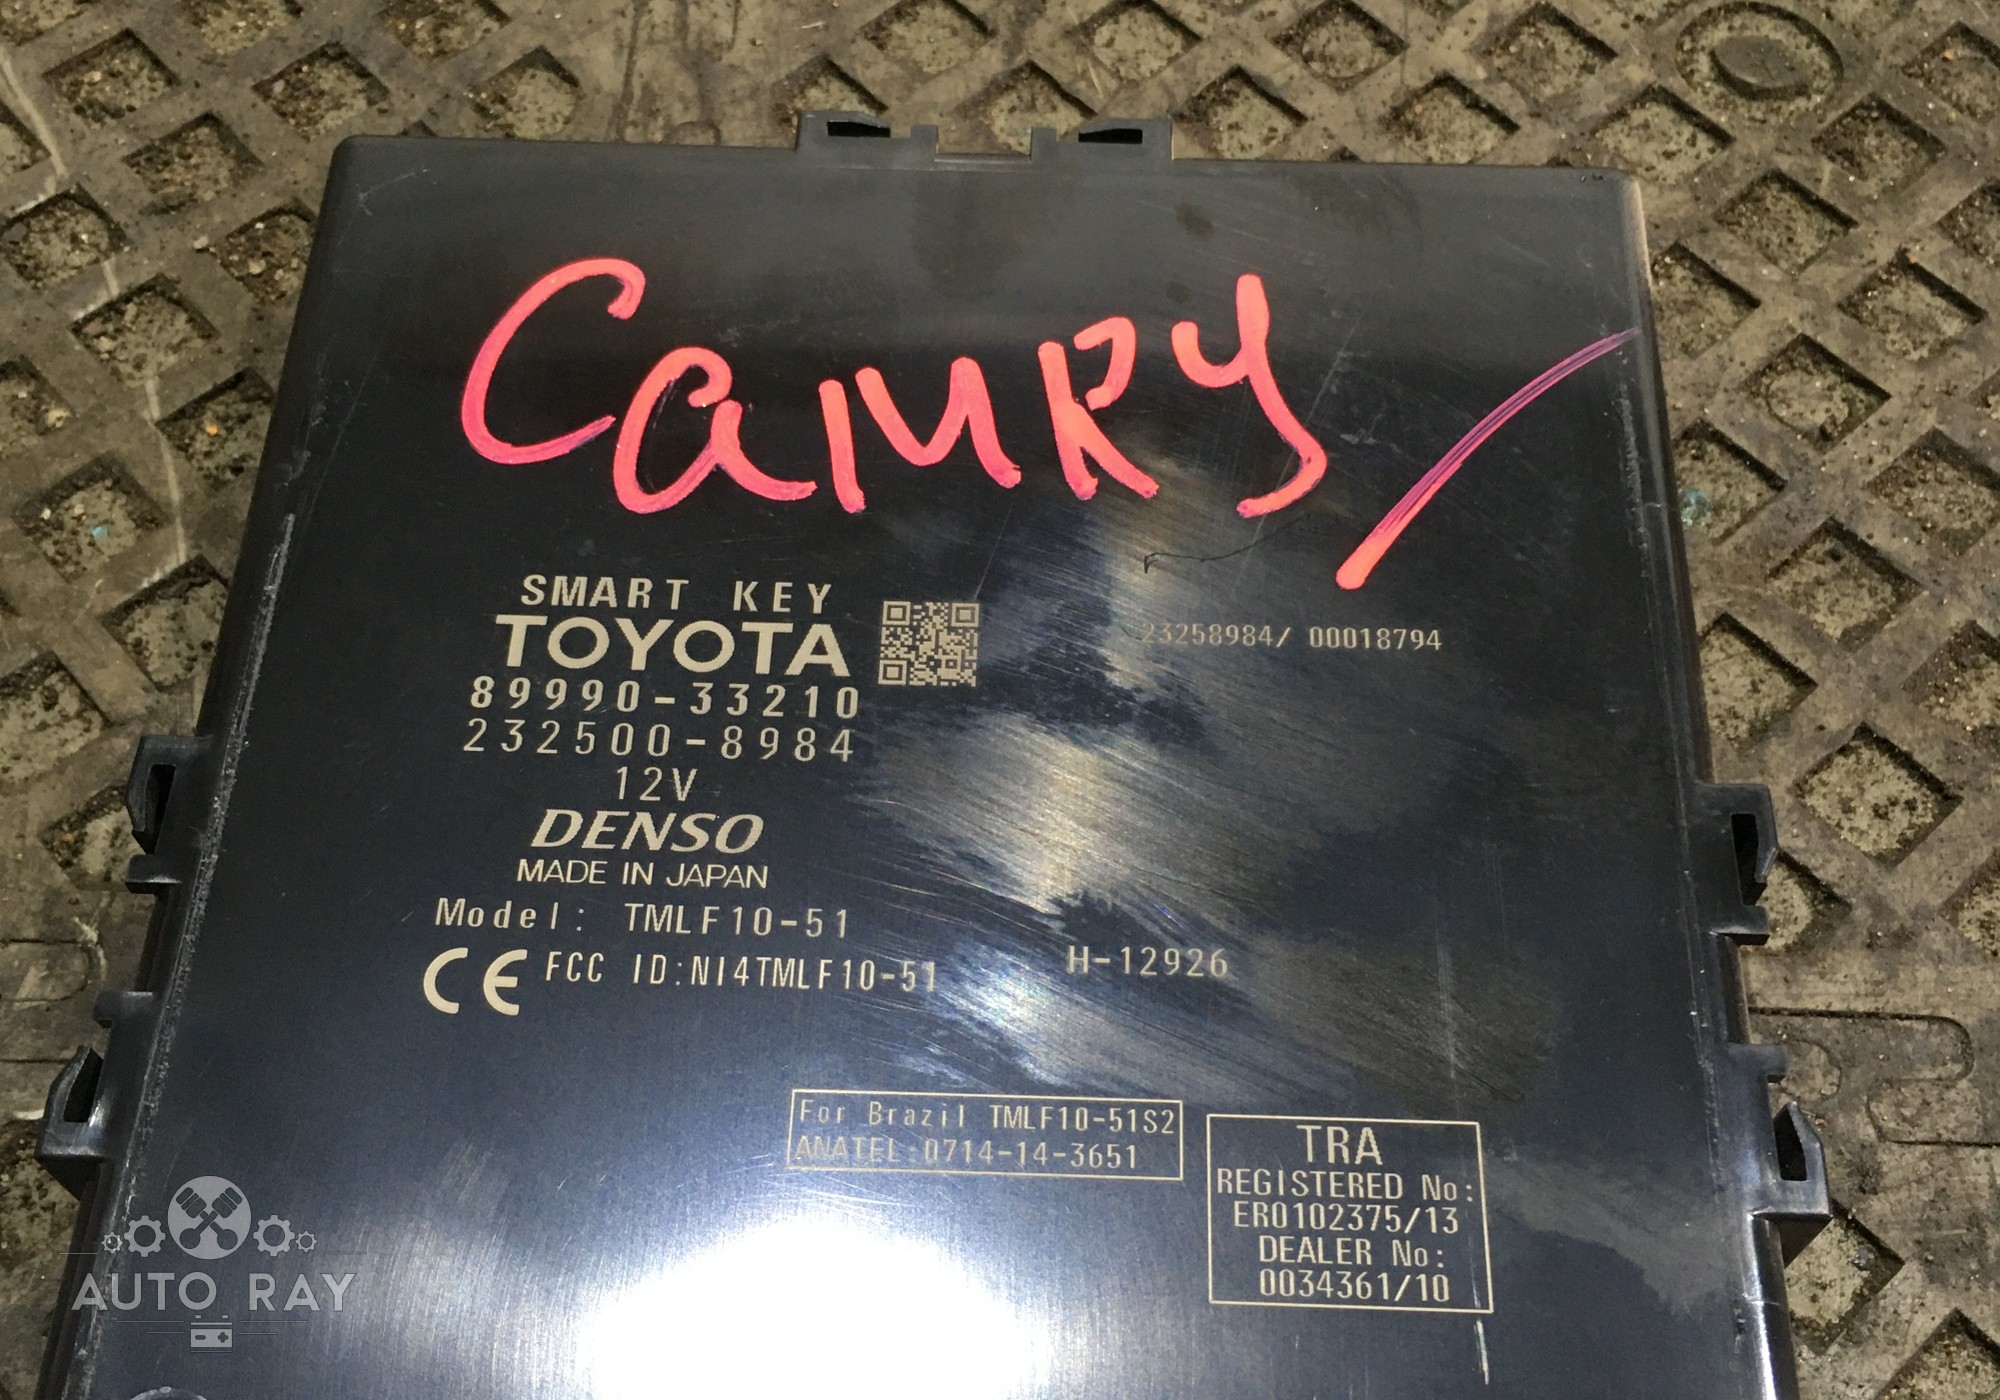 CAMRY
SMART KEY
TOYOTA
23258984/ 00018794
89990-33210
232500-8984
12V
DENSO
MADE IN JAPAN
Model: TMLF10-51
CE FCC ID:NI4TMLF10-51
H-12926
For Brazil TMLF10-51S2
ANATEL:0714-14-3651
TRA
REGISTERED No:
ER0102375/13
DEALER No:
0034361/10
AUTO RAY